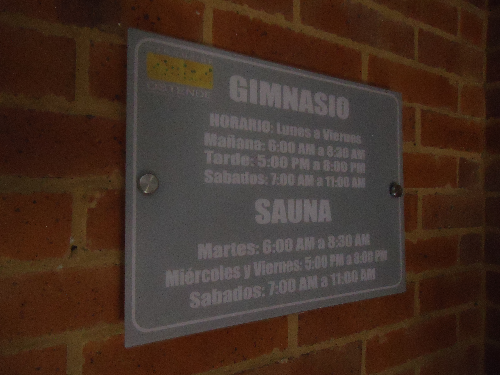 OSTENDE
GIMNASIO
HORARIO: Lunes a Viernes
Mañana: 6:00 AM a 8:30 AM
Tarde: 5:00 PM a 8:00 PM
Sabados: 7:00 AM a 11:00 AM
SAUNA
Martes: 6:00 AM a 8:30 AM
Miércoles y Viernes: 5:00 PM a 8:00 PM
Sabados: 7:00 AM a 11:00 AM